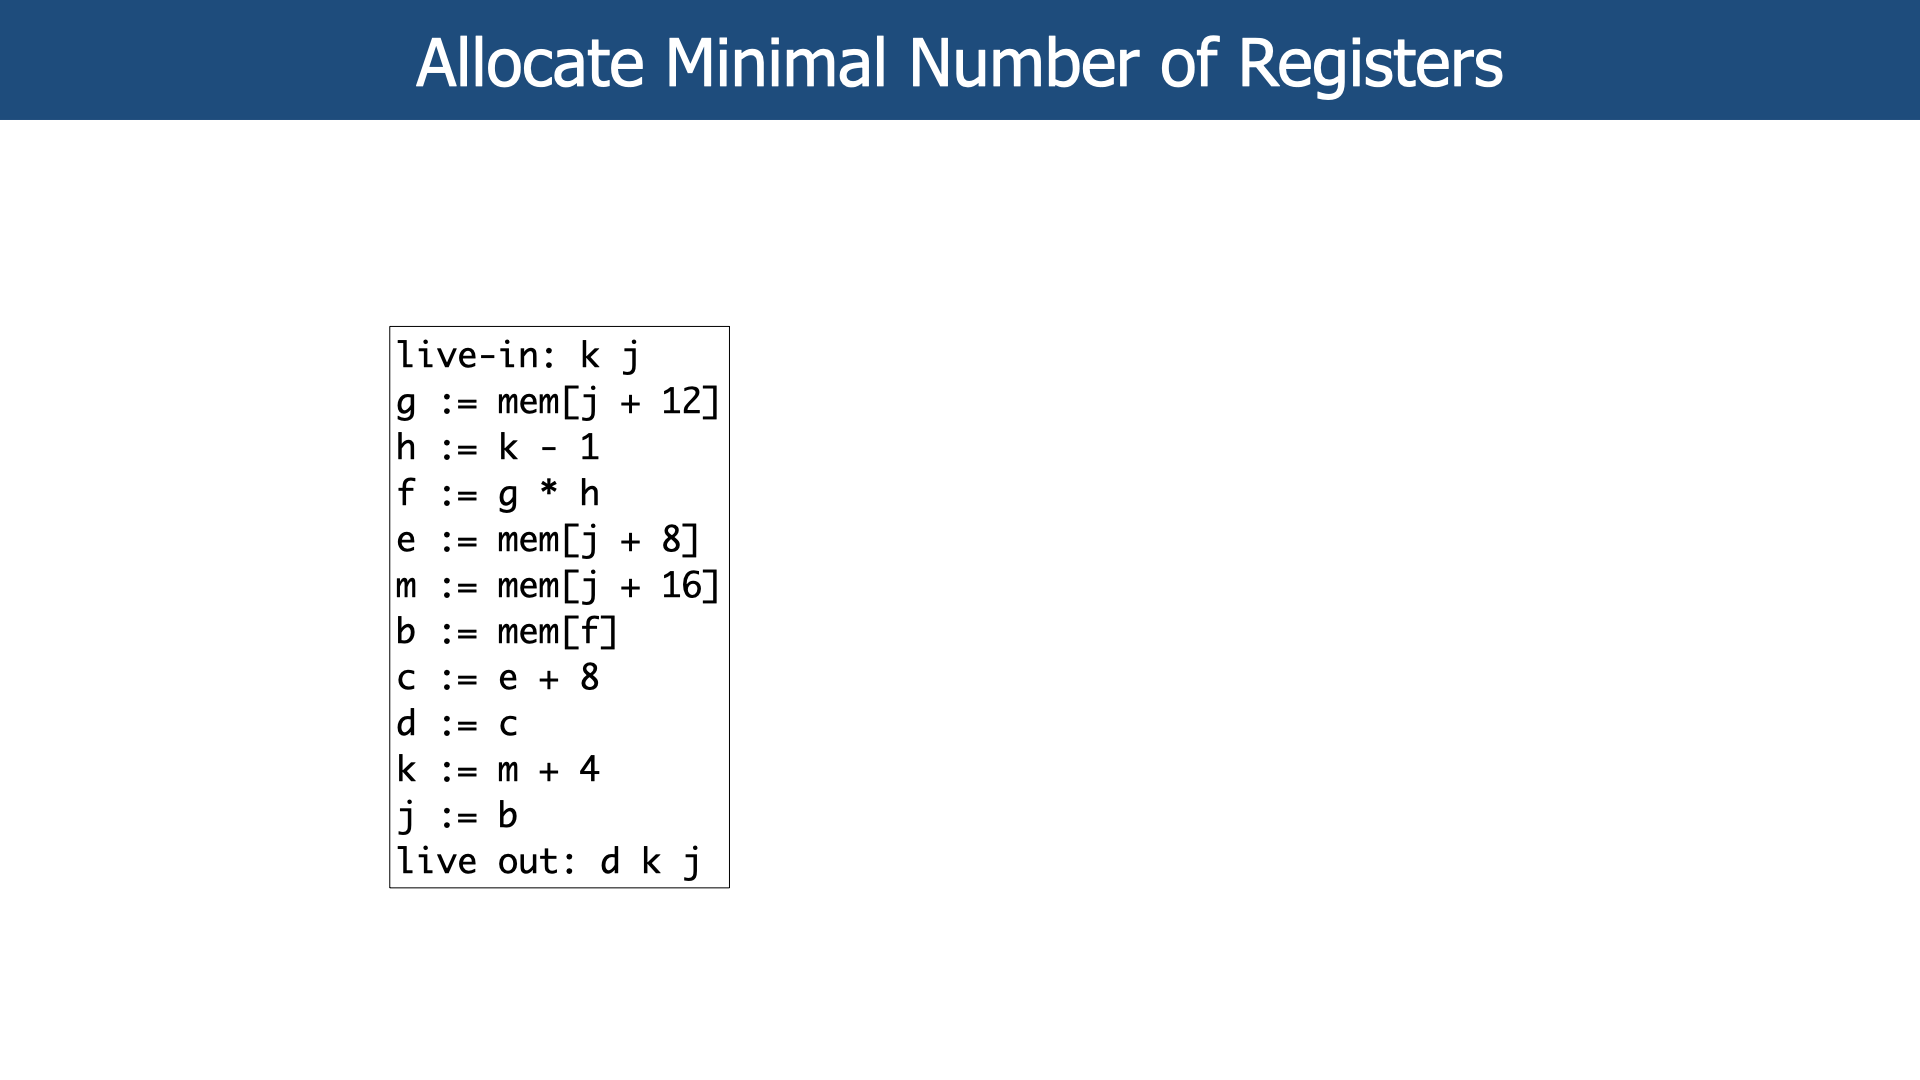 Allocate Minimal Number of Registers
live-in: k j
g := mem[j + 12]
h := k - 1
f := g * h
e := mem[j + 8]
m := mem[j + 16]
b := mem[f]
c := e + 8
d := c
k := m + 4
j := b
live out: d k j